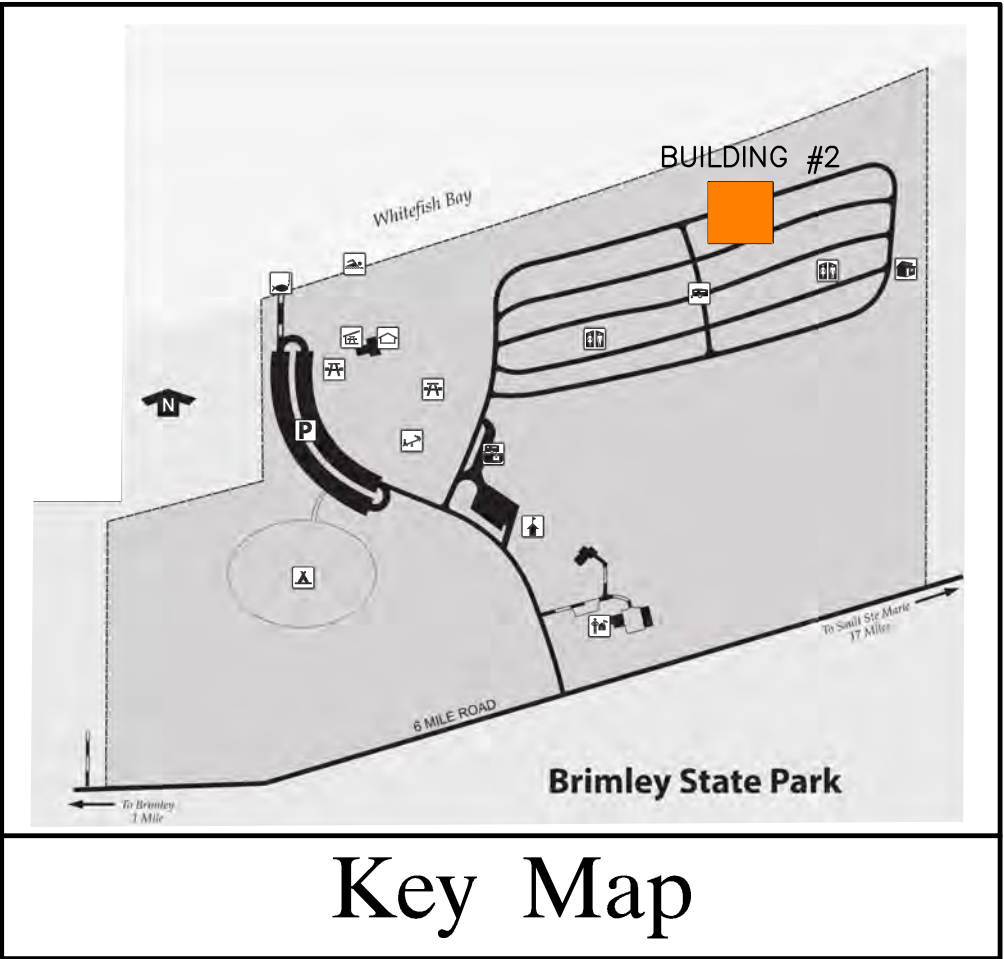 BUILDING #2
Whitefish Bay
N
P
To Sault Ste Marie
17 Miles
6 MILE ROAD
Brimley State Park
To Brimley
1 Mile
Key Map